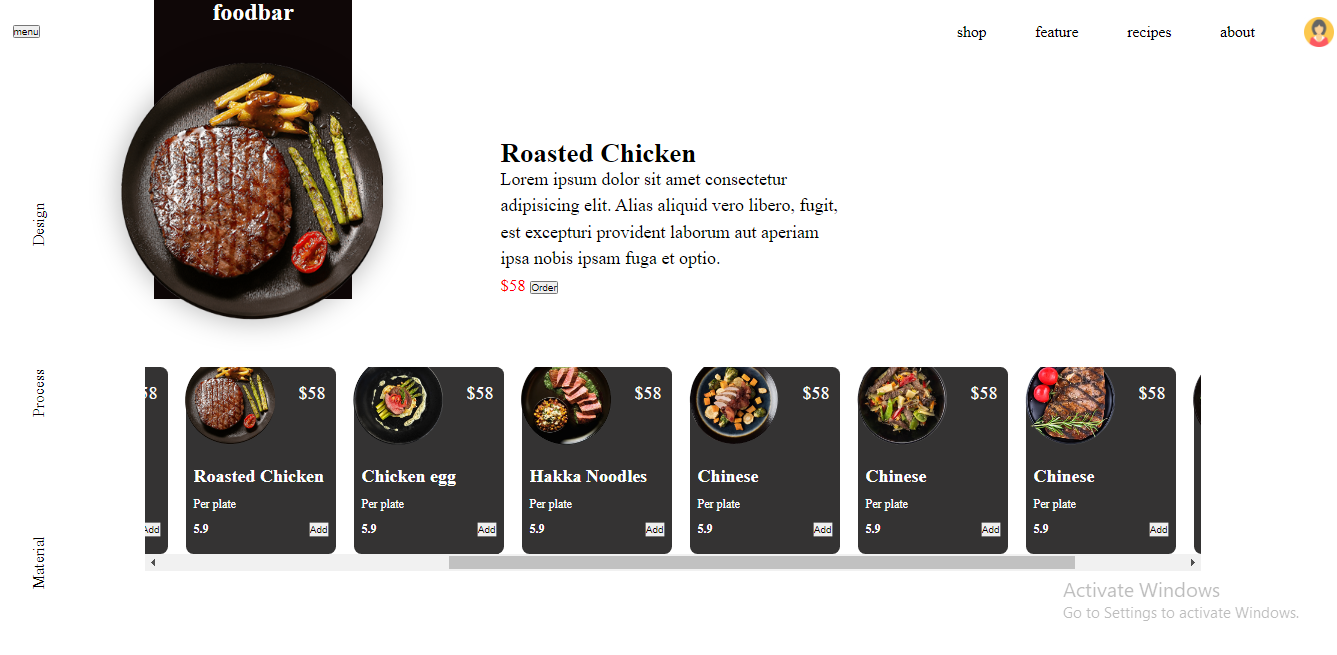 foodbar
menu
shop feature recipes about
Design
Process
Material
Roasted Chicken
Lorem ipsum dolor sit amet consectetur
adipisicing elit. Alias aliquid vero libero, fugit,
est excepturi provident laborum aut aperiam
ipsa nobis ipsam fuga et optio.
$58 Order
$58 $58 $58 $58 $58 $58
Roasted Chicken Chicken egg Hakka Noodles Chinese Chinese Chinese
Per plate Per plate Per plate Per plate Per plate Per plate
Add 5.9 Add 5.9 Add 5.9 Add 5.9 Add 5.9 Add 5.9 Add
Activate Windows
Go to Settings to activate Windows.